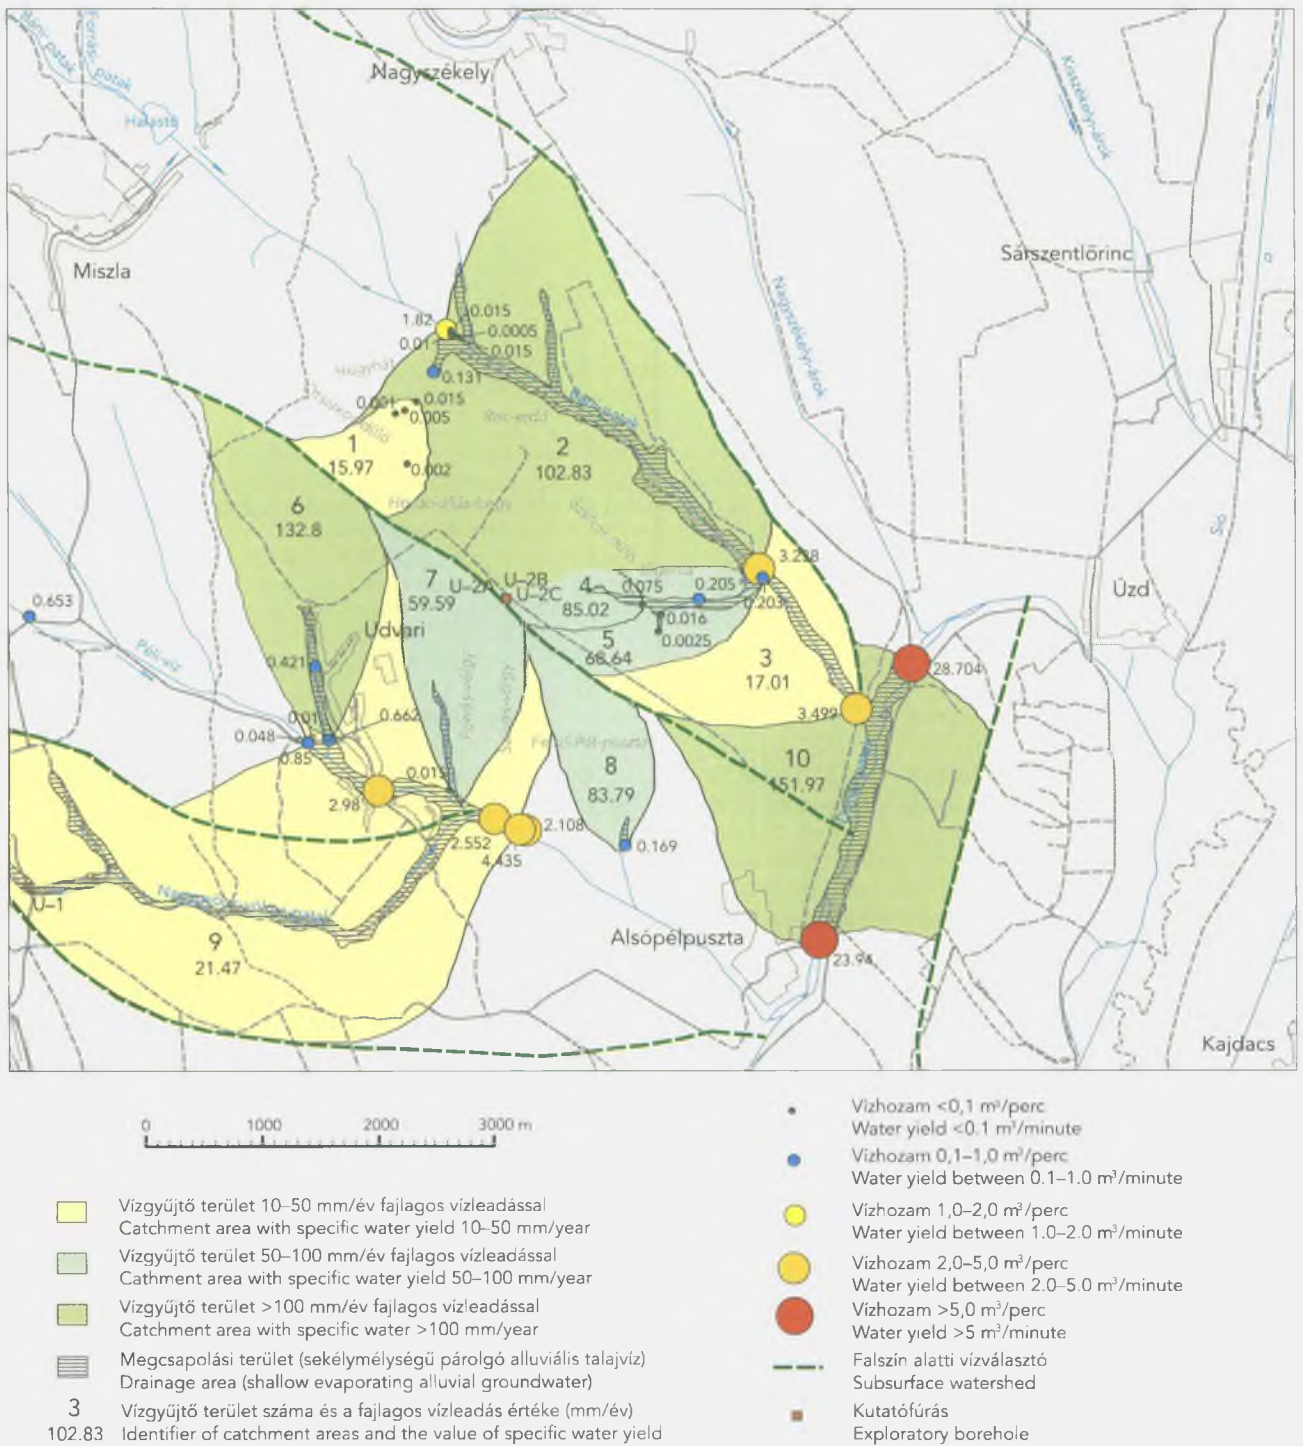 Nagyszékely
Halastó
Kisszékelyi-árok
Miszla
Sárszentlőrinc
Nagyszékelyi-árok
Sió
1.82
0.015
0.0005
0.01
0.015
0.131
0.001
0.015
0.005
1
15.97
0.002
2
102.83
6
132.8
3.228
7
59.59
U–2A
U–2B
U–2C
4
85.02
0.075
0.205
0.203
0.016
0.0025
5
68.64
Úzd
0.653
Udvari
Péli-víz
0.421
3
17.01
28.704
3.499
0.01
0.662
0.048
0.85
10
151.97
8
83.79
0.015
2.98
2.552
2.108
4.435
0.169
U–1
9
21.47
Alsópélpuszta
23.94
Kajdacs
0 1000 2000 3000 m
Vízgyűjtő terület 10–50 mm/év fajlagos vízleadással
Catchment area with specific water yield 10–50 mm/year
Vízgyűjtő terület 50–100 mm/év fajlagos vízleadással
Cathment area with specific water yield 50–100 mm/year
Vízgyűjtő terület >100 mm/év fajlagos vízleadással
Catchment area with specific water >100 mm/year
Megcsapolási terület (sekélymélységű párolgó alluviális talajvíz)
Drainage area (shallow evaporating alluvial groundwater)
3
102.83
Vízgyűjtő terület száma és a fajlagos vízleadás értéke (mm/év)
Identifier of catchment areas and the value of specific water yield
Vízhozam <0,1 m³/perc
Water yield <0.1 m³/minute
Vízhozam 0,1–1,0 m³/perc
Water yield between 0.1–1.0 m³/minute
Vízhozam 1,0–2,0 m³/perc
Water yield between 1.0–2.0 m³/minute
Vízhozam 2,0–5,0 m³/perc
Water yield between 2.0–5.0 m³/minute
Vízhozam >5,0 m³/perc
Water yield >5 m³/minute
Falszín alatti vízválasztó
Subsurface watershed
Kutatófúrás
Exploratory borehole